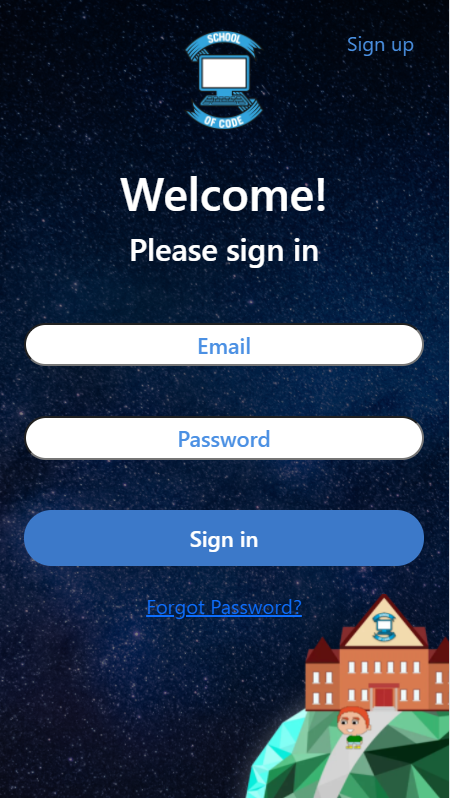 SCHOOL
OF CODE
Sign up
Welcome!
Please sign in
Email
Password
Sign in
Forgot Password?